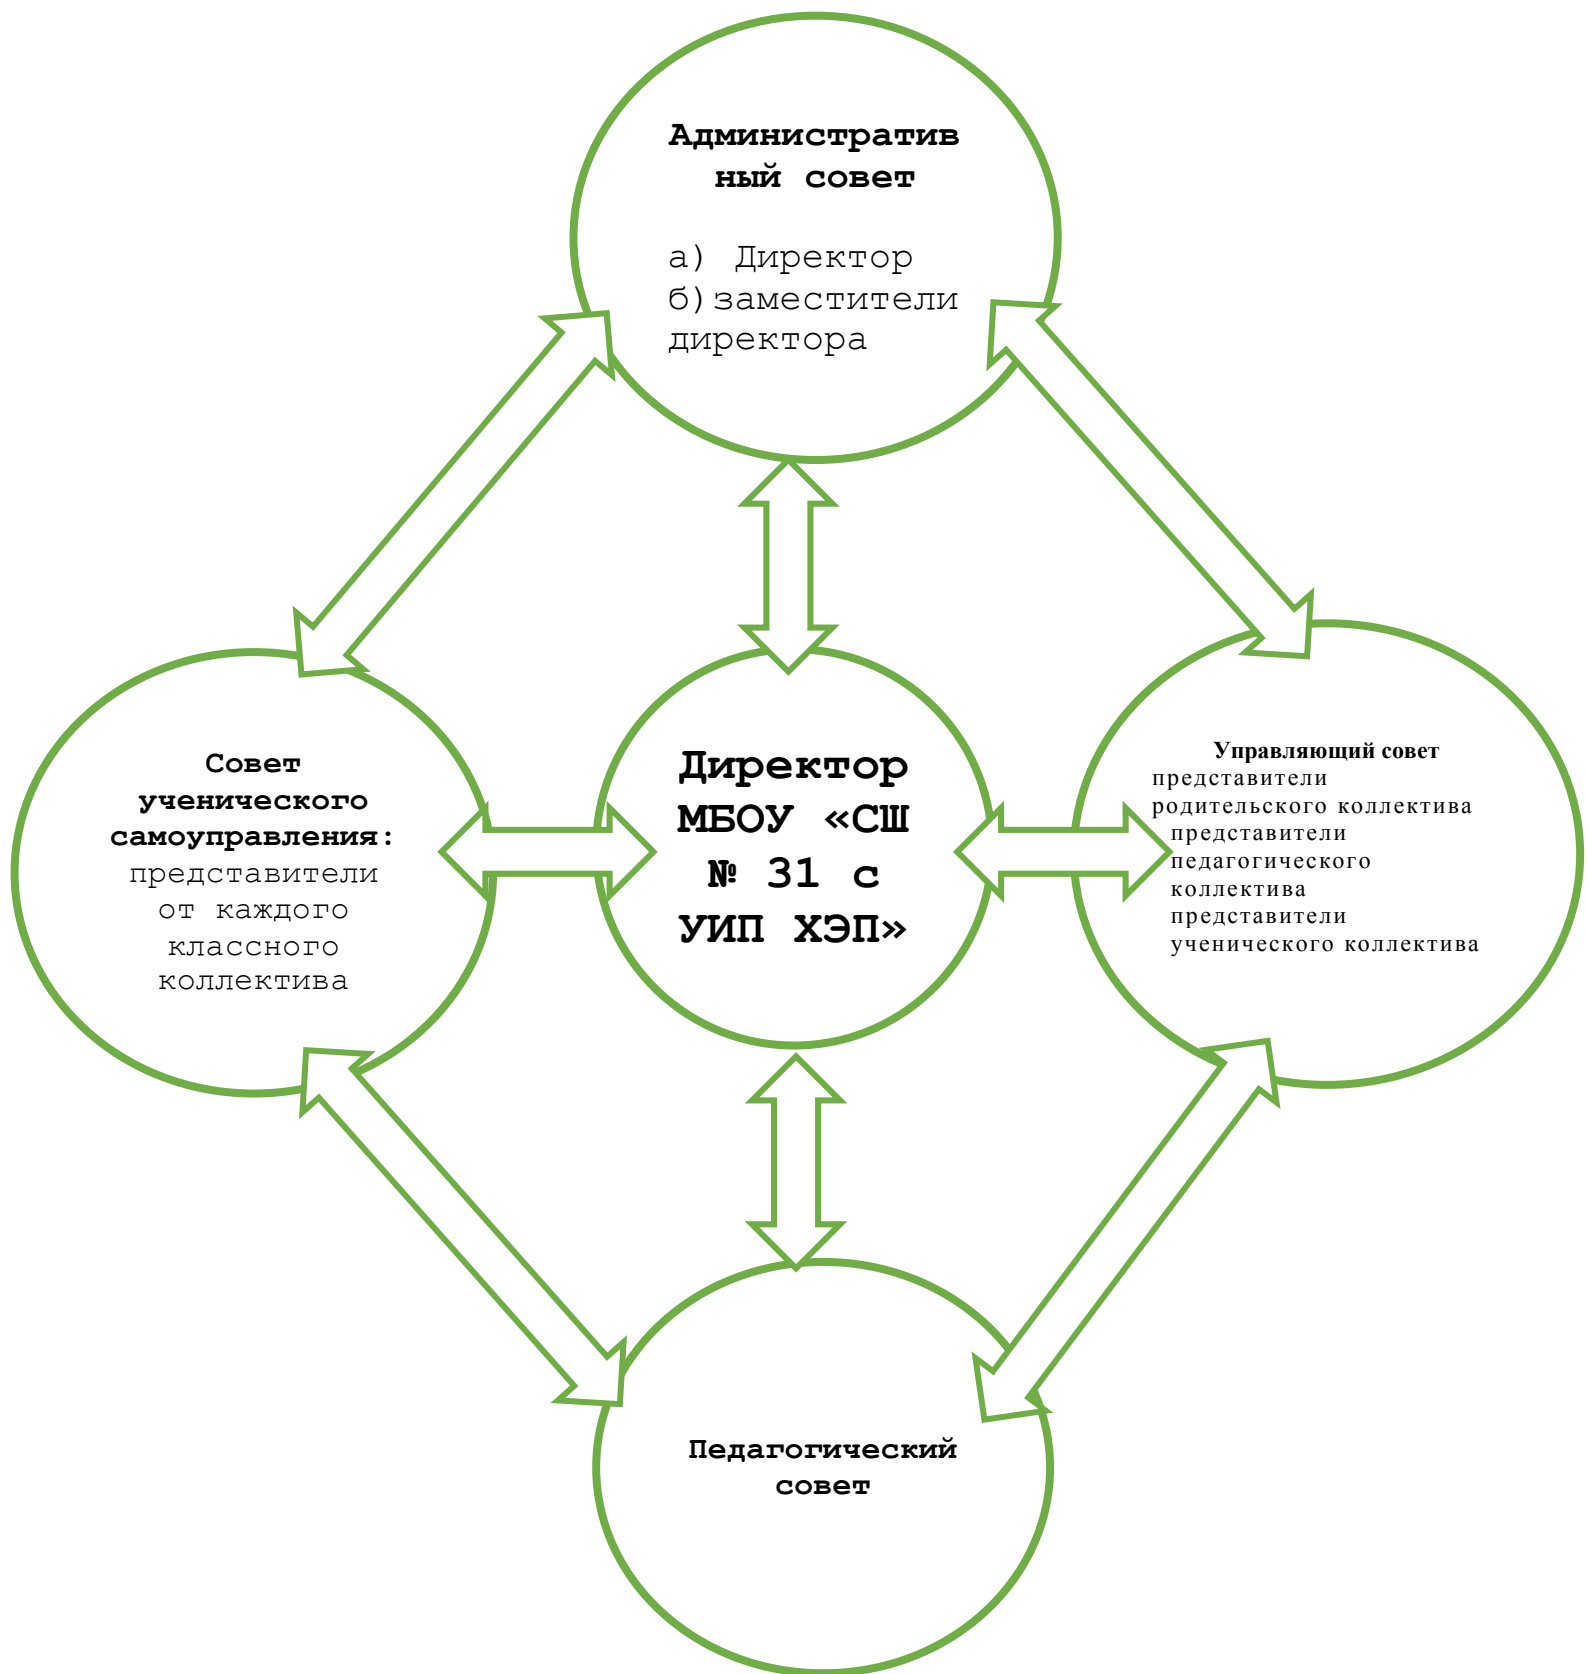 Административ
ный совет
а) Директор
б)заместители
директора
Совет
ученического
самоуправления:
представители
от каждого
классного
коллектива
Директор
МБОУ «СШ
№ 31 с
УИП ХЭП»
Управляющий совет
представители
родительского коллектива
представители
педагогического
коллектива
представители
ученического коллектива
Педагогический
совет